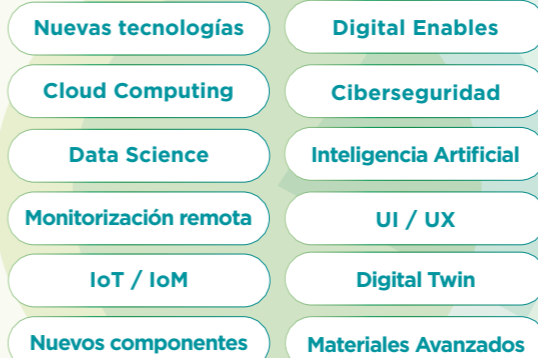 Nuevas tecnologías
Digital Enables
Cloud Computing
Ciberseguridad
Data Science
Inteligencia Artificial
Monitorización remota
UI / UX
IoT / IoM
Digital Twin
Nuevos componentes
Materiales Avanzados